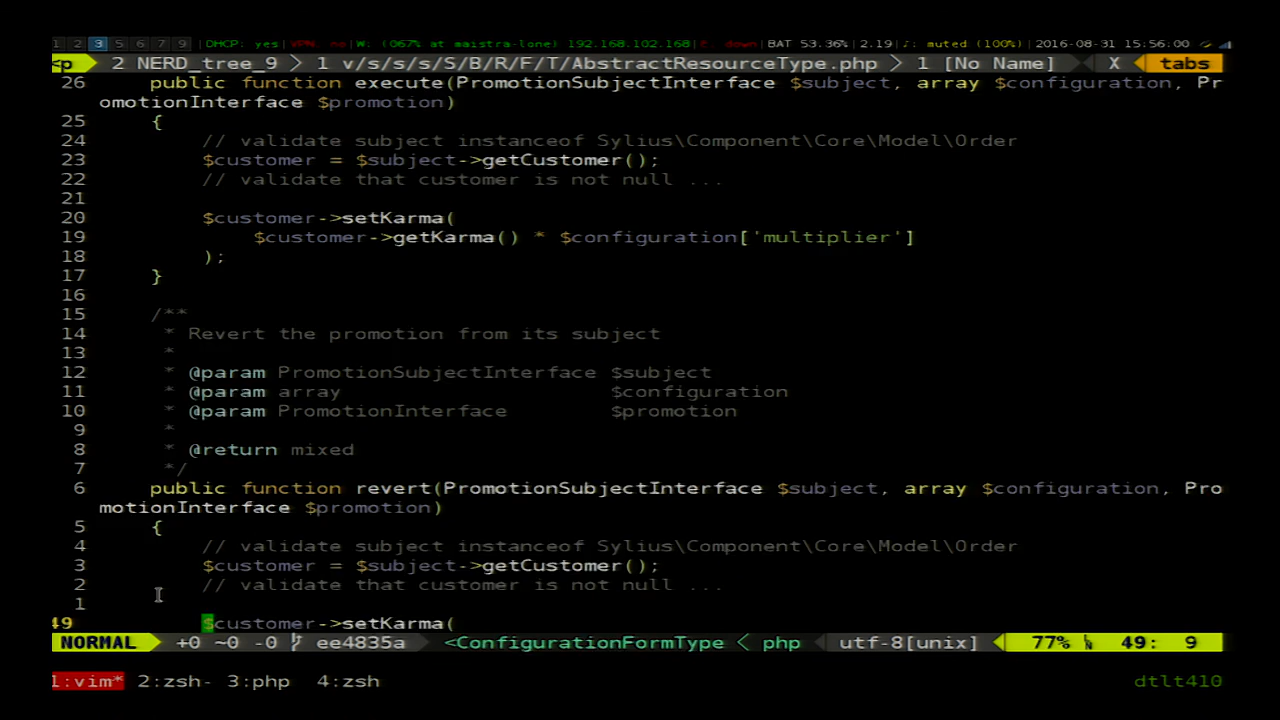 1 2 3 5 6 7 9 |DHCP: yes|VPN: no|W: (067% at maistra-lone) 192.168.102.168|E: down|BAT 53.36%|2.19|♪: muted (100%)|2016-08-31 15:56:00
<p 2 NERD_tree_9 > 1 v/s/s/s/S/B/R/F/T/AbstractResourceType.php > 1 [No Name] X tabs
26     public function execute(PromotionSubjectInterface $subject, array $configuration, Pr
omotionInterface $promotion)
25     {
24         // validate subject instanceof Sylius\Component\Core\Model\Order
23         $customer = $subject->getCustomer();
22         // validate that customer is not null ...
21
20         $customer->setKarma(
19             $customer->getKarma() * $configuration['multiplier']
18         );
17     }
16
15     /**
14      * Revert the promotion from its subject
13      *
12      * @param PromotionSubjectInterface $subject
11      * @param array                     $configuration
10      * @param PromotionInterface        $promotion
9      *
8      * @return mixed
7      */
6     public function revert(PromotionSubjectInterface $subject, array $configuration, Pro
motionInterface $promotion)
5     {
4         // validate subject instanceof Sylius\Component\Core\Model\Order
3         $customer = $subject->getCustomer();
2         // validate that customer is not null ...
1
49         $customer->setKarma(
NORMAL +0 ~0 -0 ee4835a <ConfigurationFormType < php utf-8[unix] 77% 49: 9
1:vim* 2:zsh- 3:php 4:zsh dtlt410